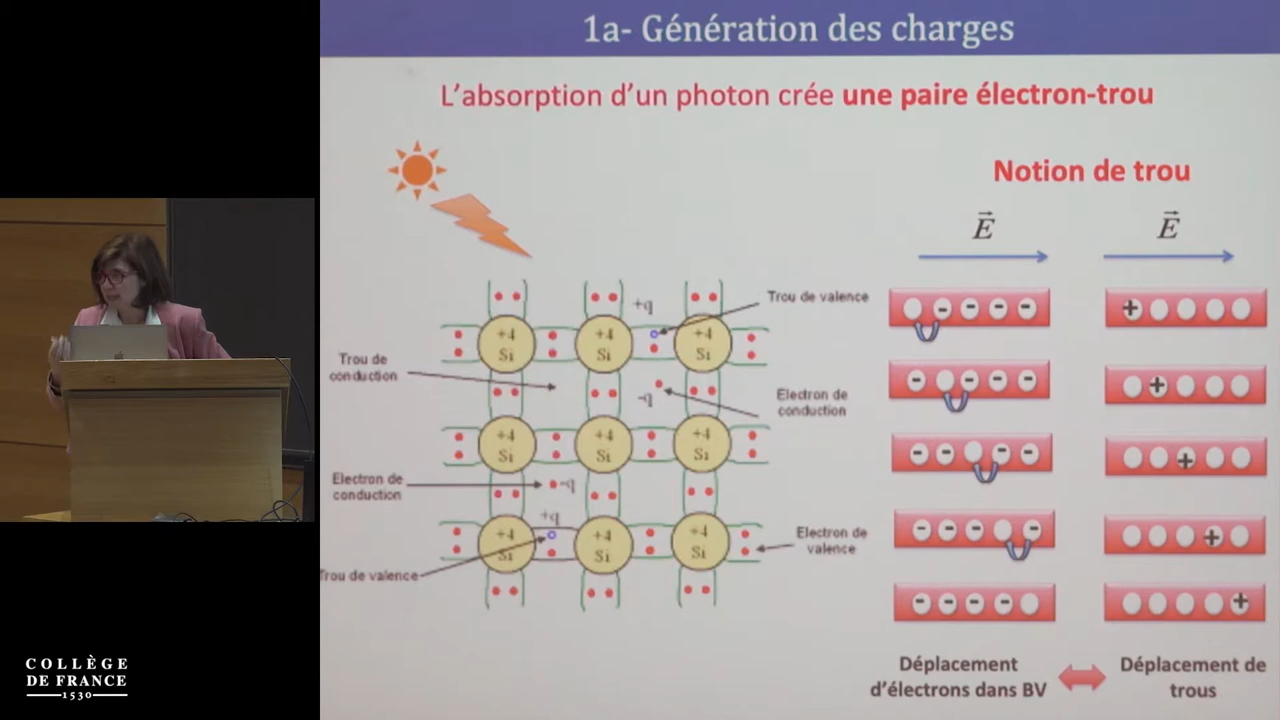 1a- Génération des charges
L'absorption d'un photon crée une paire électron-trou
Notion de trou
E
E
+q
Trou de valence
+4
Si
+4
Si
+4
Si
Trou de
conduction
-q
Electron de
conduction
+4
Si
+4
Si
+4
Si
Electron de
conduction
-q
+q
+4
Si
+4
Si
+4
Si
Electron de
valence
Trou de valence
- - - -
+
- - - -
+
- - - -
+
- - - -
+
- - - -
+
Déplacement
d'électrons dans BV
Déplacement de
trous
COLLÈGE
DE FRANCE
1530